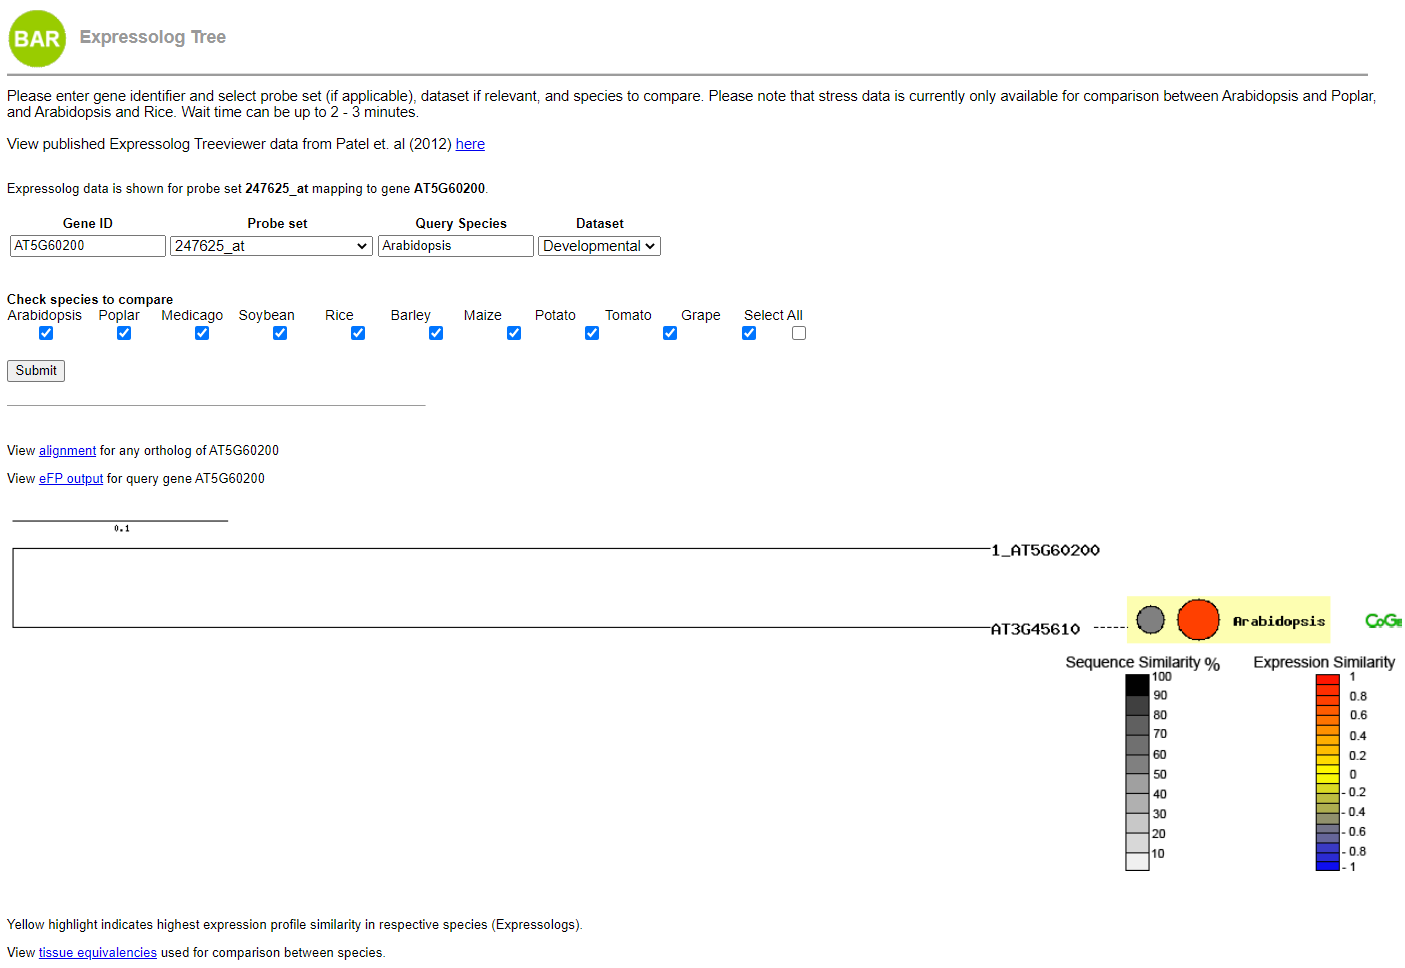 BAR Expressolog Tree
Please enter gene identifier and select probe set (if applicable), dataset if relevant, and species to compare. Please note that stress data is currently only available for comparison between Arabidopsis and Poplar,
and Arabidopsis and Rice. Wait time can be up to 2 - 3 minutes.
View published Expressolog Treeviewer data from Patel et. al (2012) here
Expressolog data is shown for probe set 247625_at mapping to gene AT5G60200.
Gene ID Probe set Query Species Dataset
AT5G60200 247625_at Arabidopsis Developmental
Check species to compare
Arabidopsis Poplar Medicago Soybean Rice Barley Maize Potato Tomato Grape Select All
Submit
View alignment for any ortholog of AT5G60200
View eFP output for query gene AT5G60200
0.1
1_AT5G60200
AT3G45610 Arabidopsis CoGe
Sequence Similarity % Expression Similarity
100 1
90 0.8
80 0.6
70 0.4
60 0.2
50 0
40 - 0.2
30 - 0.4
20 - 0.6
10 - 0.8
- 1
Yellow highlight indicates highest expression profile similarity in respective species (Expressologs).
View tissue equivalencies used for comparison between species.